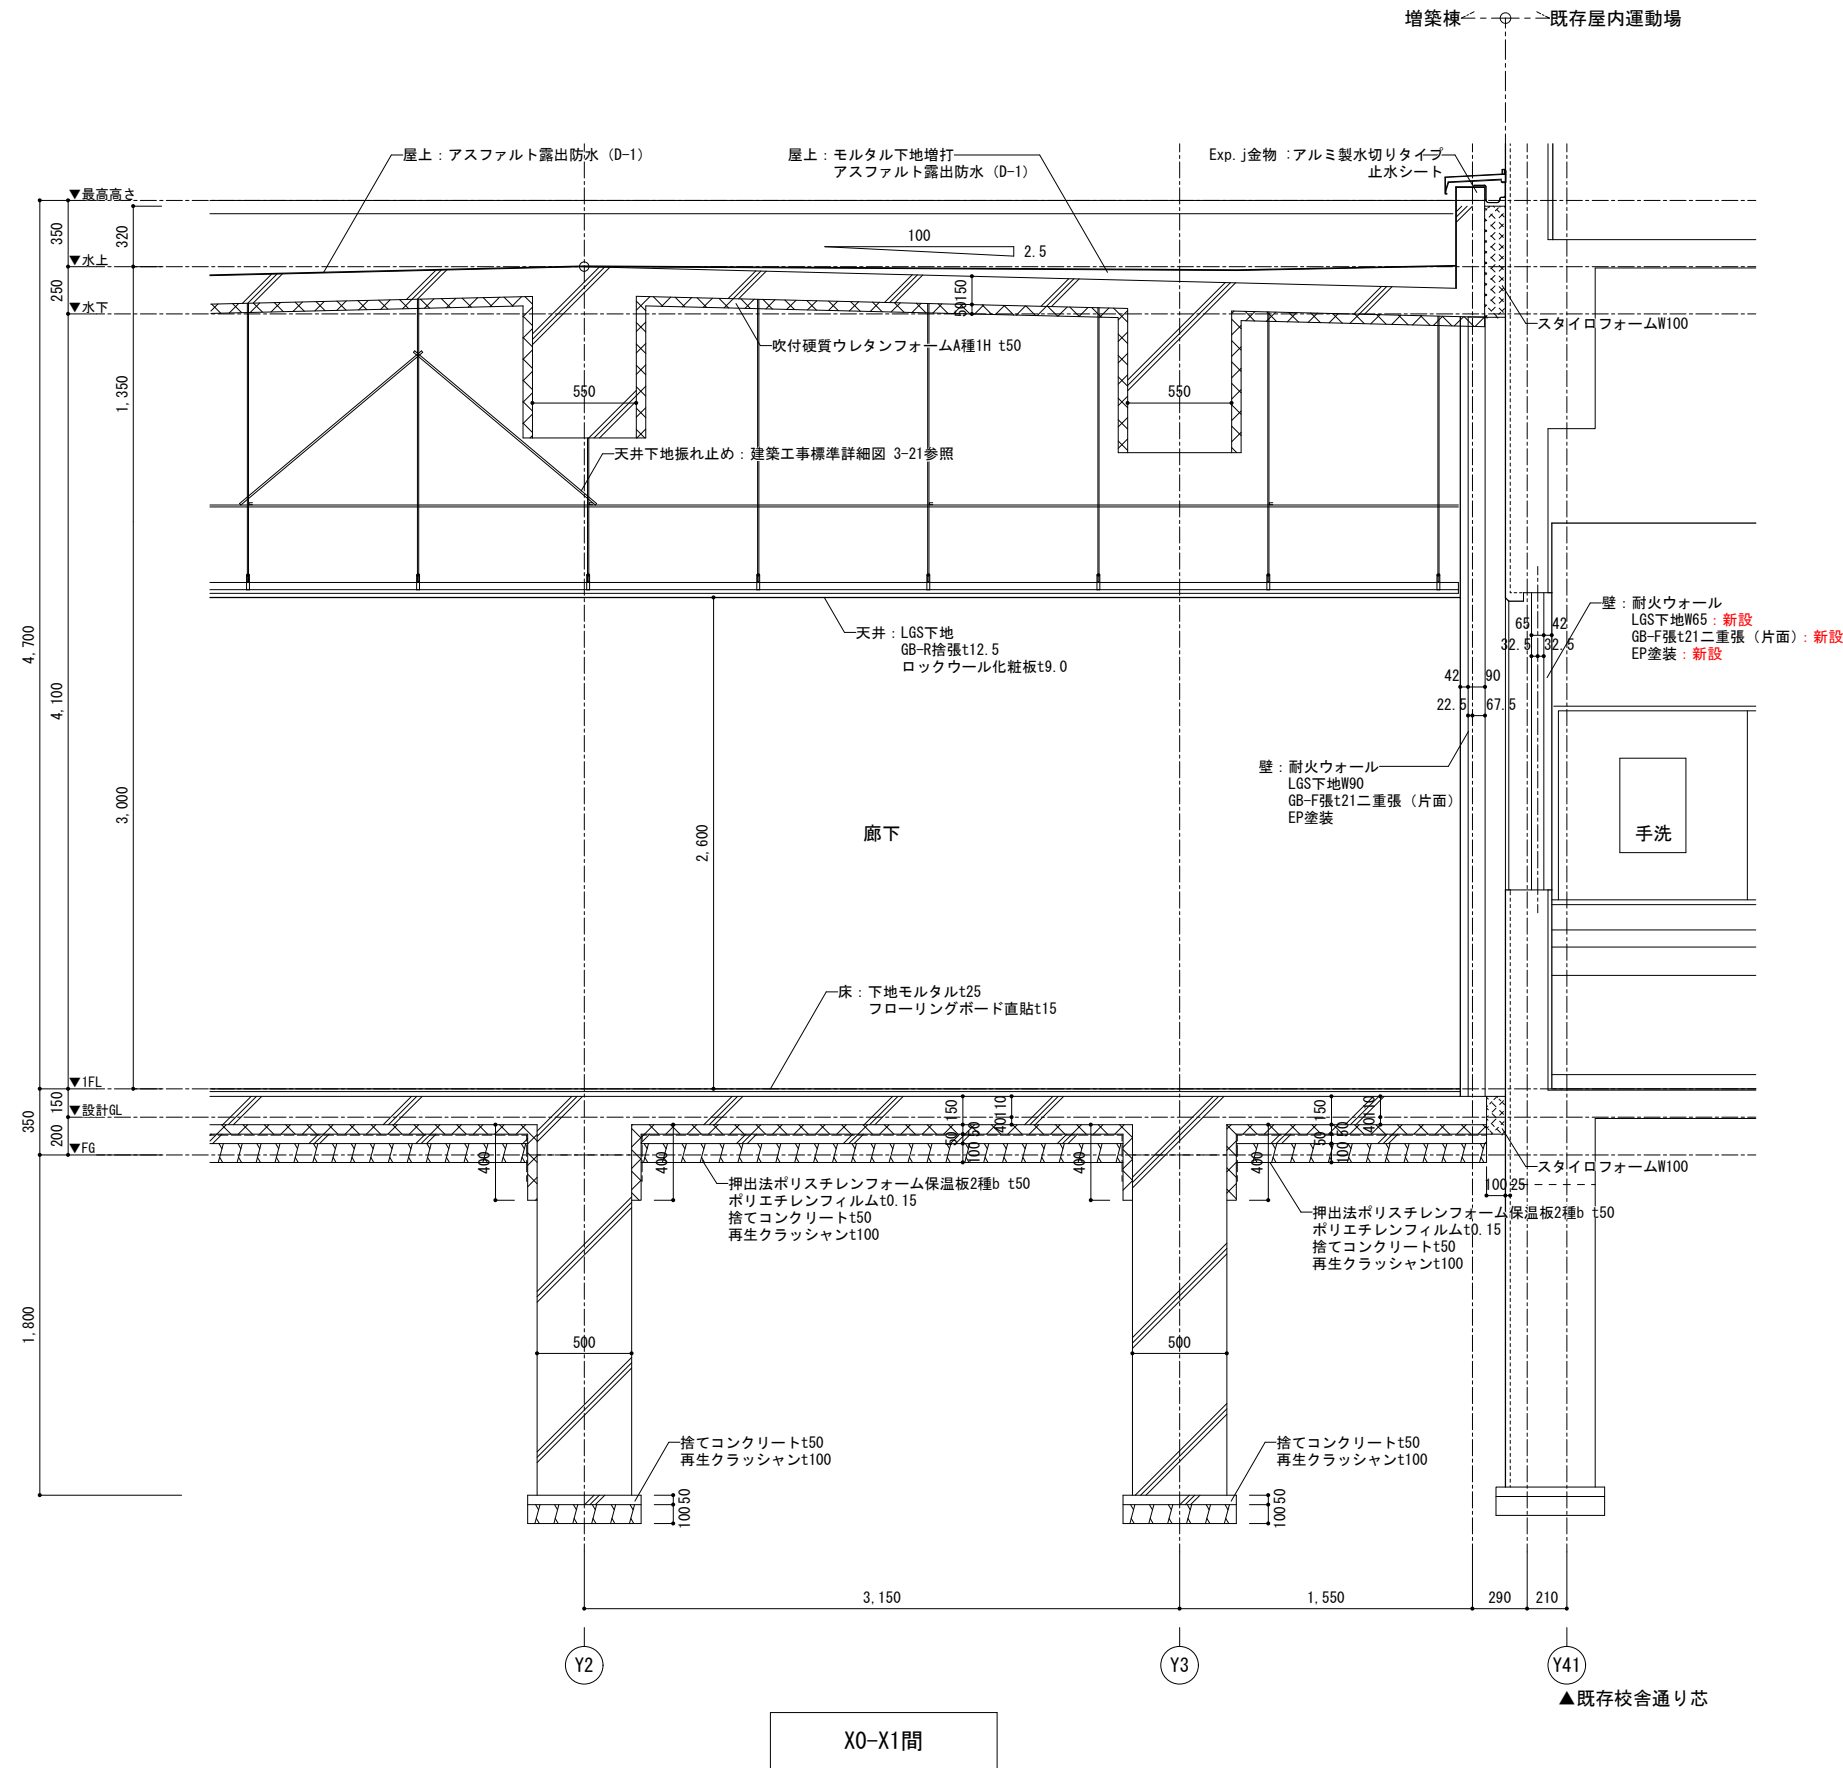 増築棟
既存屋内運動場
屋上：アスファルト露出防水（D-1）
屋上：モルタル下地増打
アスファルト露出防水（D-1）
Exp.j金物：アルミ製水切りタイプ
止水シート
▼最高高さ
350
320
100
2.5
▼水上
250
150
50
▼水下
スタイロフォームW100
吹付硬質ウレタンフォームA種1H t50
1,350
550
550
天井下地振れ止め：建築工事標準詳細図 3-21参照
壁：耐火ウォール
LGS下地W65：新設
GB-F張t21二重張（片面）：新設
EP塗装：新設
65
42
32.5
32.5
天井：LGS下地
GB-R捨張t12.5
ロックウール化粧板t9.0
4,700
4,100
42
90
22.5
67.5
壁：耐火ウォール
LGS下地W90
GB-F張t21二重張（片面）
EP塗装
3,000
2,600
廊下
手洗
床：下地モルタルt25
フローリングボード直貼t15
▼1FL
150
▼設計GL
350
200
▼FG
150
110
40
50
50
100
150
110
40
50
50
100
400
400
400
400
スタイロフォームW100
100
25
押出法ポリスチレンフォーム保温板2種b t50
ポリエチレンフィルムt0.15
捨てコンクリートt50
再生クラッシャンt100
押出法ポリスチレンフォーム保温板2種b t50
ポリエチレンフィルムt0.15
捨てコンクリートt50
再生クラッシャンt100
1,800
500
500
捨てコンクリートt50
再生クラッシャンt100
捨てコンクリートt50
再生クラッシャンt100
50
100
50
100
3,150
1,550
290
210
Y2
Y3
Y41
▲既存校舎通り芯
X0-X1間